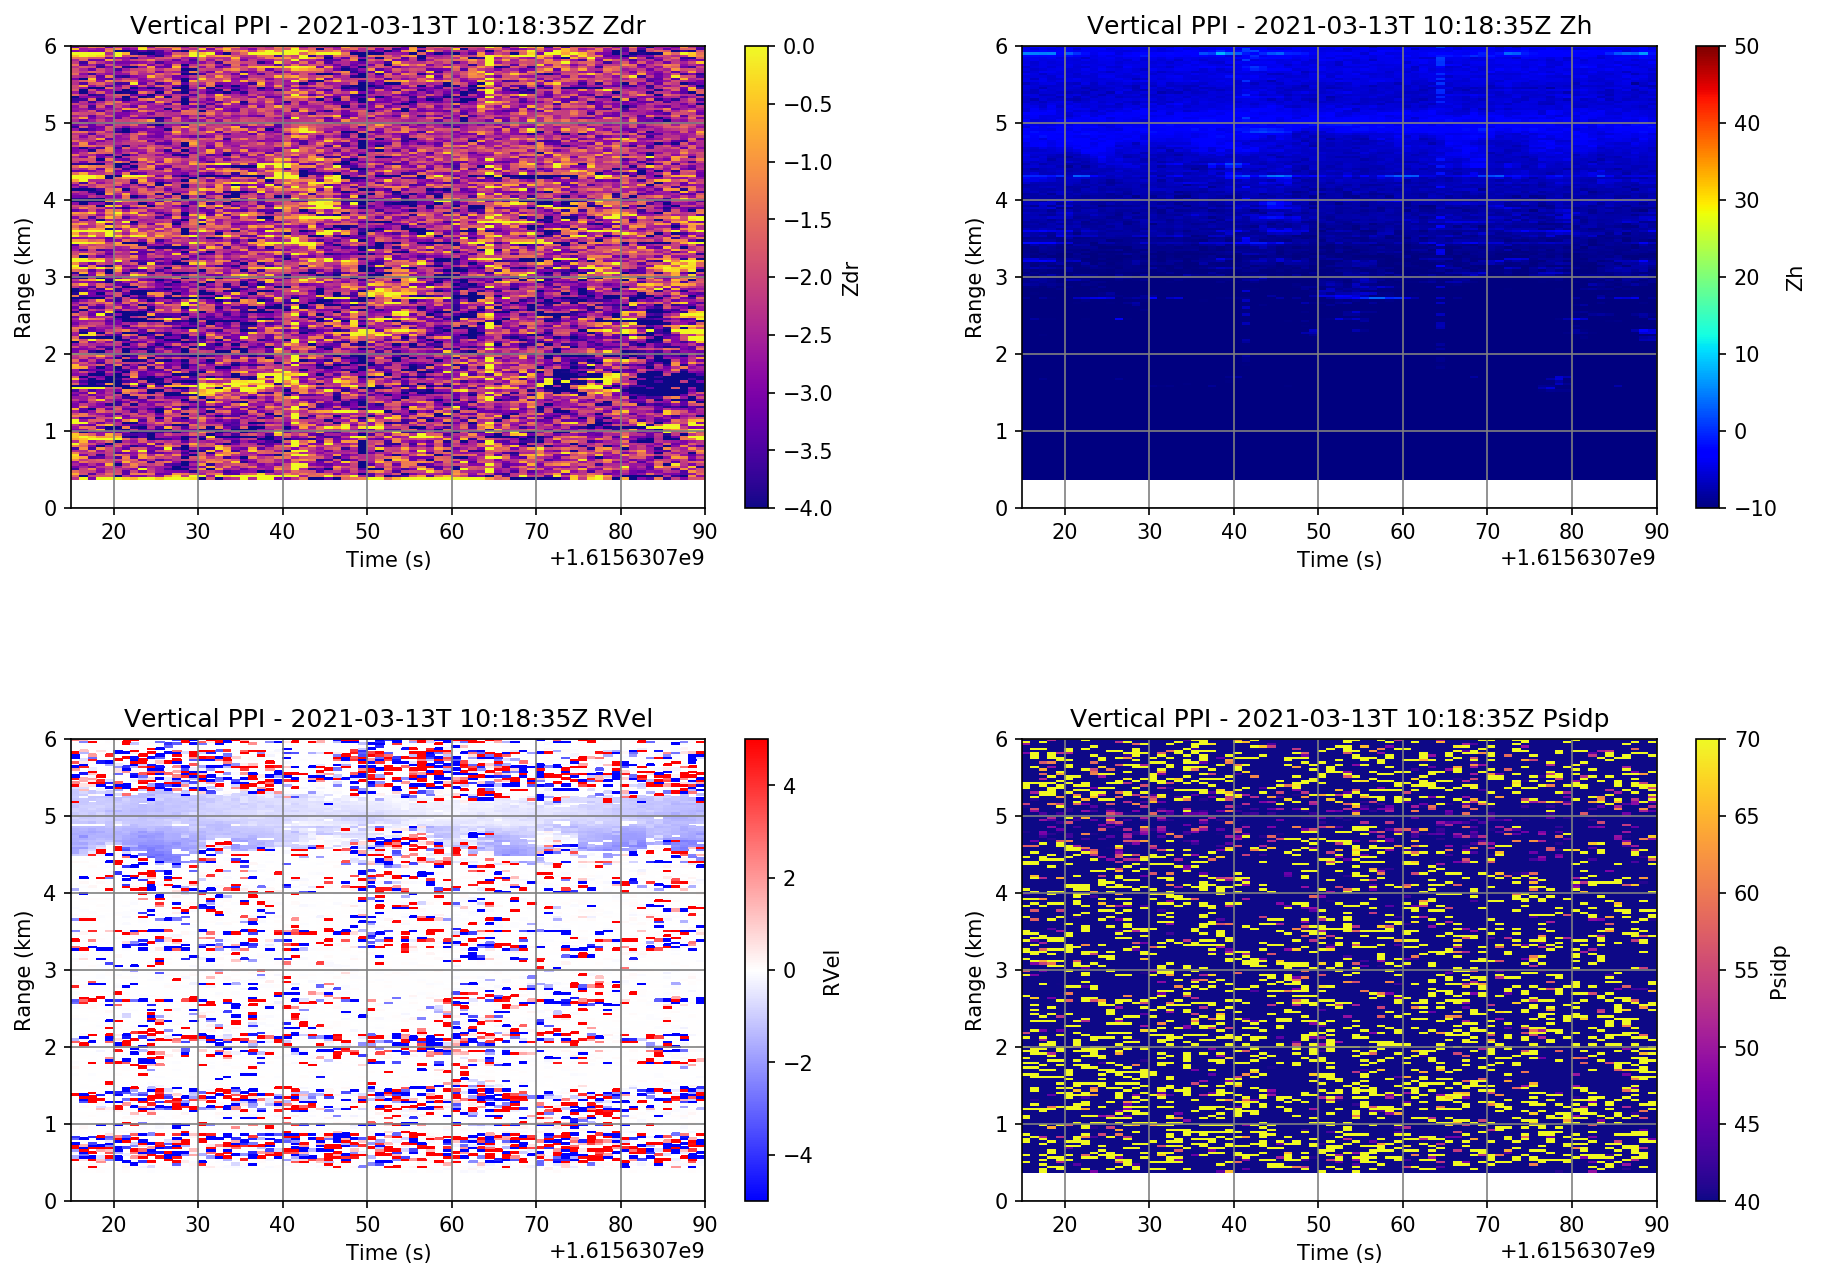 Vertical PPI - 2021-03-13T 10:18:35Z Zdr
6
5
4
3
2
1
0
Range (km)
20 30 40 50 60 70 80 90
Time (s)
+1.6156307e9
0.0
−0.5
−1.0
−1.5
−2.0
−2.5
−3.0
−3.5
−4.0
Zdr
Vertical PPI - 2021-03-13T 10:18:35Z Zh
6
5
4
3
2
1
0
Range (km)
20 30 40 50 60 70 80 90
Time (s)
+1.6156307e9
50
40
30
20
10
0
−10
Zh
Vertical PPI - 2021-03-13T 10:18:35Z RVel
6
5
4
3
2
1
0
Range (km)
20 30 40 50 60 70 80 90
Time (s)
+1.6156307e9
4
2
0
−2
−4
RVel
Vertical PPI - 2021-03-13T 10:18:35Z Psidp
6
5
4
3
2
1
0
Range (km)
20 30 40 50 60 70 80 90
Time (s)
+1.6156307e9
70
65
60
55
50
45
40
Psidp